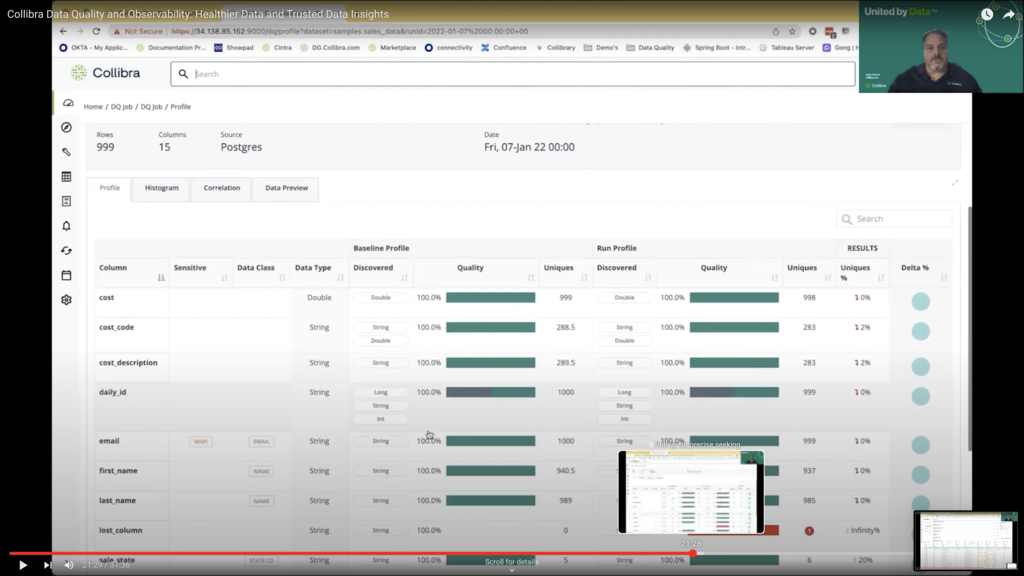 Collibra Data Quality and Observability: Healthier Data and Trusted Data Insights
United by Data
Not Secure | https://34.138.85.152:9000/dq/profile?dataset=samples.sales_data&runId=2022-01-07%2000:00:00+00
OKTA - My Applic... Documentation Pr... Showpad Cintra DG.Collibra.com Marketplace connectivity Confluence Collibrary Demo's Data Quality Spring Boot - Intr... Tableau Server Gong | H
Collibra
Search
Collibra
Home / DQ Job / DQ Job / Profile
Rows Columns Source Date
999 15 Postgres Fri, 07-Jan 22 00:00
Profile Histogram Correlation Data Preview
Search
Baseline Profile Run Profile RESULTS
Column Sensitive Data Class Data Type Discovered Quality Uniques Discovered Quality Uniques Uniques % Delta %
cost Double Double 100.0% 999 Double 100.0% 998 0%
cost_code String String 100.0% 288.5 String 100.0% 283 2%
Double Double
cost_description String String 100.0% 289.5 String 100.0% 283 2%
daily_id String Long 100.0% 1000 Long 100.0% 999 0%
String String
Int Int
email EMAIL String String 100.0% 1000 String 100.0% 999 0%
first_name NAME String String 100.0% 940.5 String 937 0%
last_name NAME String String 100.0% 989 String 985 0%
lost_column String 0 1 Infinity%
sale_state STATE CD String String 100.0% 5 String 100.0% 6 20%
precise seeking
21:26
21:29 /
Scroll for details